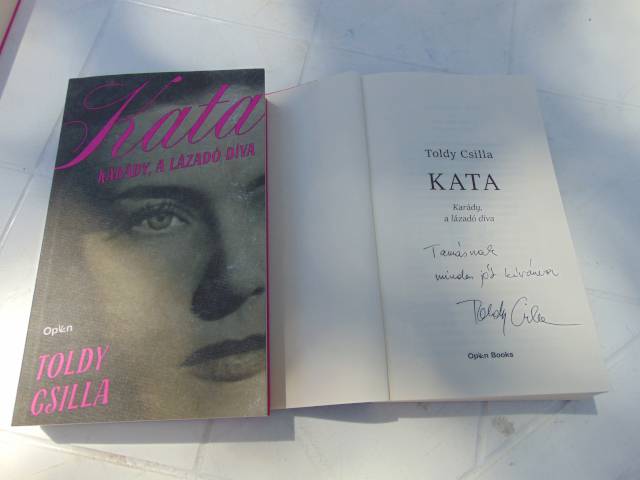 Kata
KARÁDY, A LÁZADÓ DÍVA
Open
TOLDY
CSILLA
Toldy Csilla
KATA
Karády,
a lázadó díva
Tamásnak
minden jót kívánva
Toldy Csilla
Open Books